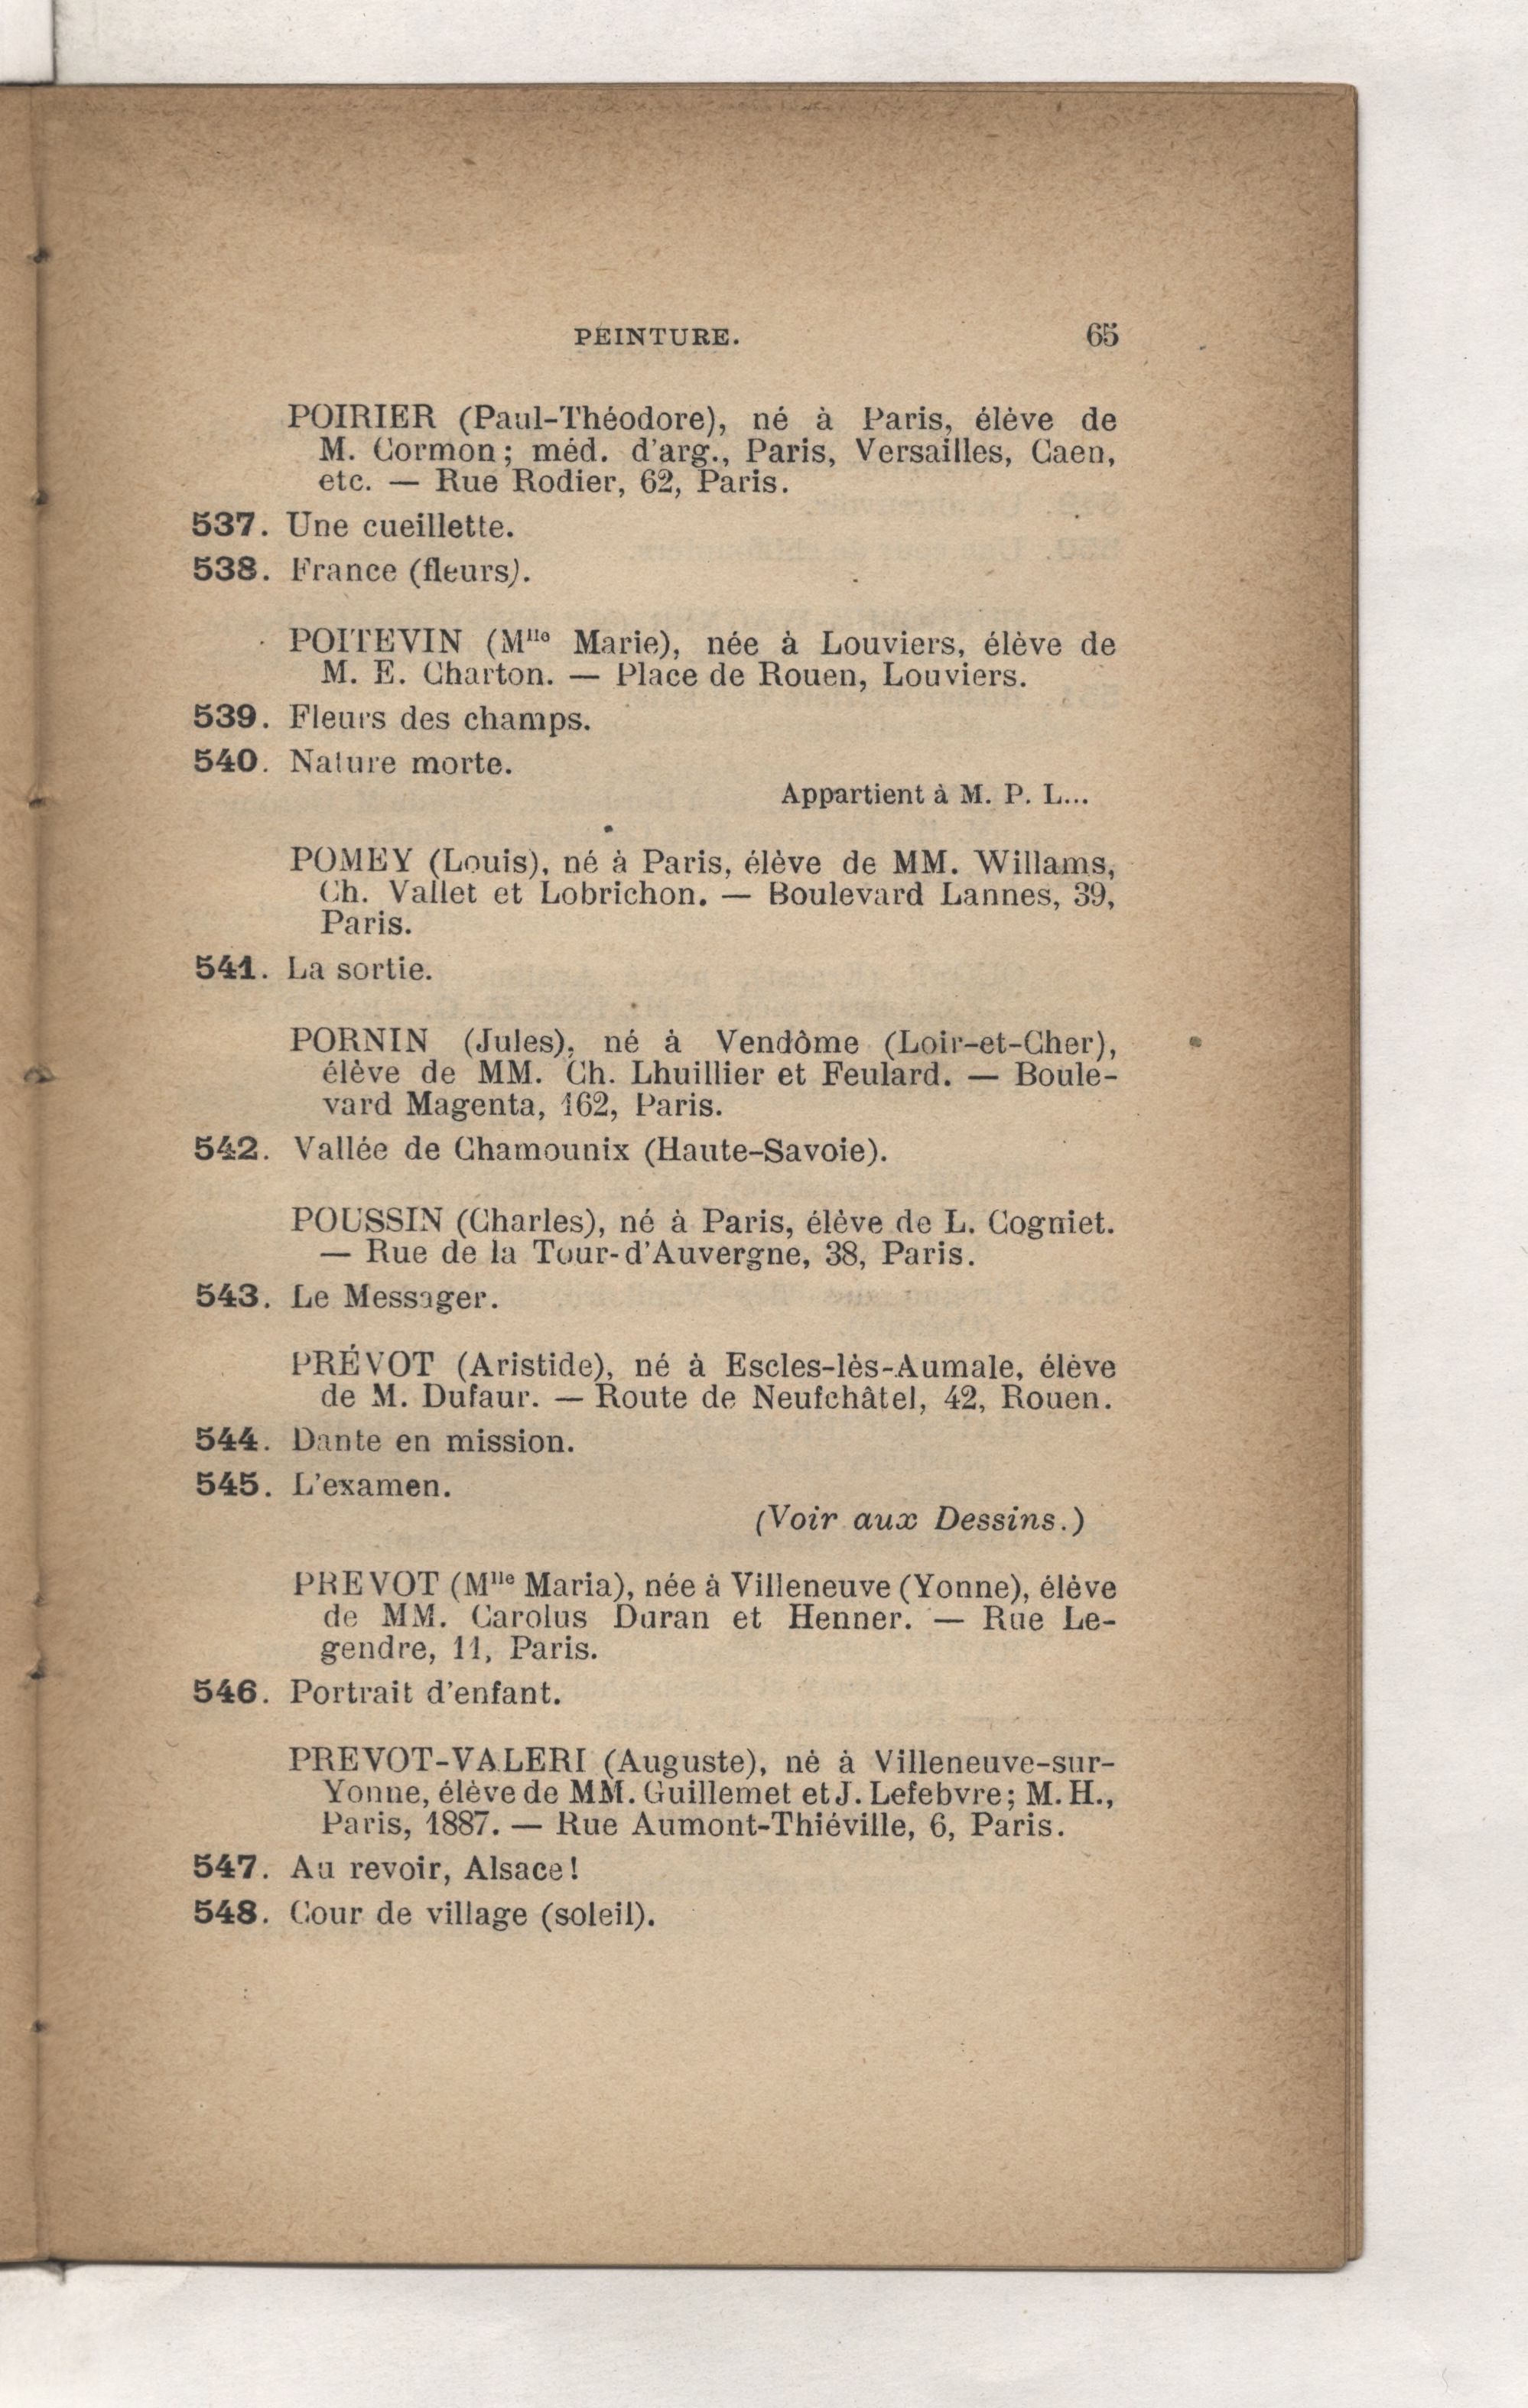 PEINTURE. 65
POIRIER (Paul-Théodore), né à Paris, élève de
M. Cormon; méd. d'arg., Paris, Versailles, Caen,
etc. — Rue Rodier, 62, Paris.
537. Une cueillette.
538. France (fleurs).
POITEVIN (Mlle Marie), née à Louviers, élève de
M. E. Charton. — Place de Rouen, Louviers.
539. Fleurs des champs.
540. Nature morte.
Appartient à M. P. L...
POMEY (Louis), né à Paris, élève de MM. Willams,
Ch. Vallet et Lobrichon. — Boulevard Lannes, 39,
Paris.
541. La sortie.
PORNIN (Jules), né à Vendôme (Loir-et-Cher),
élève de MM. Ch. Lhuillier et Feulard. — Boule-
vard Magenta, 162, Paris.
542. Vallée de Chamounix (Haute-Savoie).
POUSSIN (Charles), né à Paris, élève de L. Cogniet.
— Rue de la Tour-d'Auvergne, 38, Paris.
543. Le Messager.
PRÉVOT (Aristide), né à Escles-lès-Aumale, élève
de M. Dufaur. — Route de Neufchâtel, 42, Rouen.
544. Dante en mission.
545. L'examen.
(Voir aux Dessins.)
PREVOT (Mlle Maria), née à Villeneuve (Yonne), élève
de MM. Carolus Duran et Henner. — Rue Le-
gendre, 11, Paris.
546. Portrait d'enfant.
PREVOT-VALERI (Auguste), né à Villeneuve-sur-
Yonne, élève de MM. Guillemet et J. Lefebvre; M. H.,
Paris, 1887. — Rue Aumont-Thiéville, 6, Paris.
547. Au revoir, Alsace!
548. Cour de village (soleil).